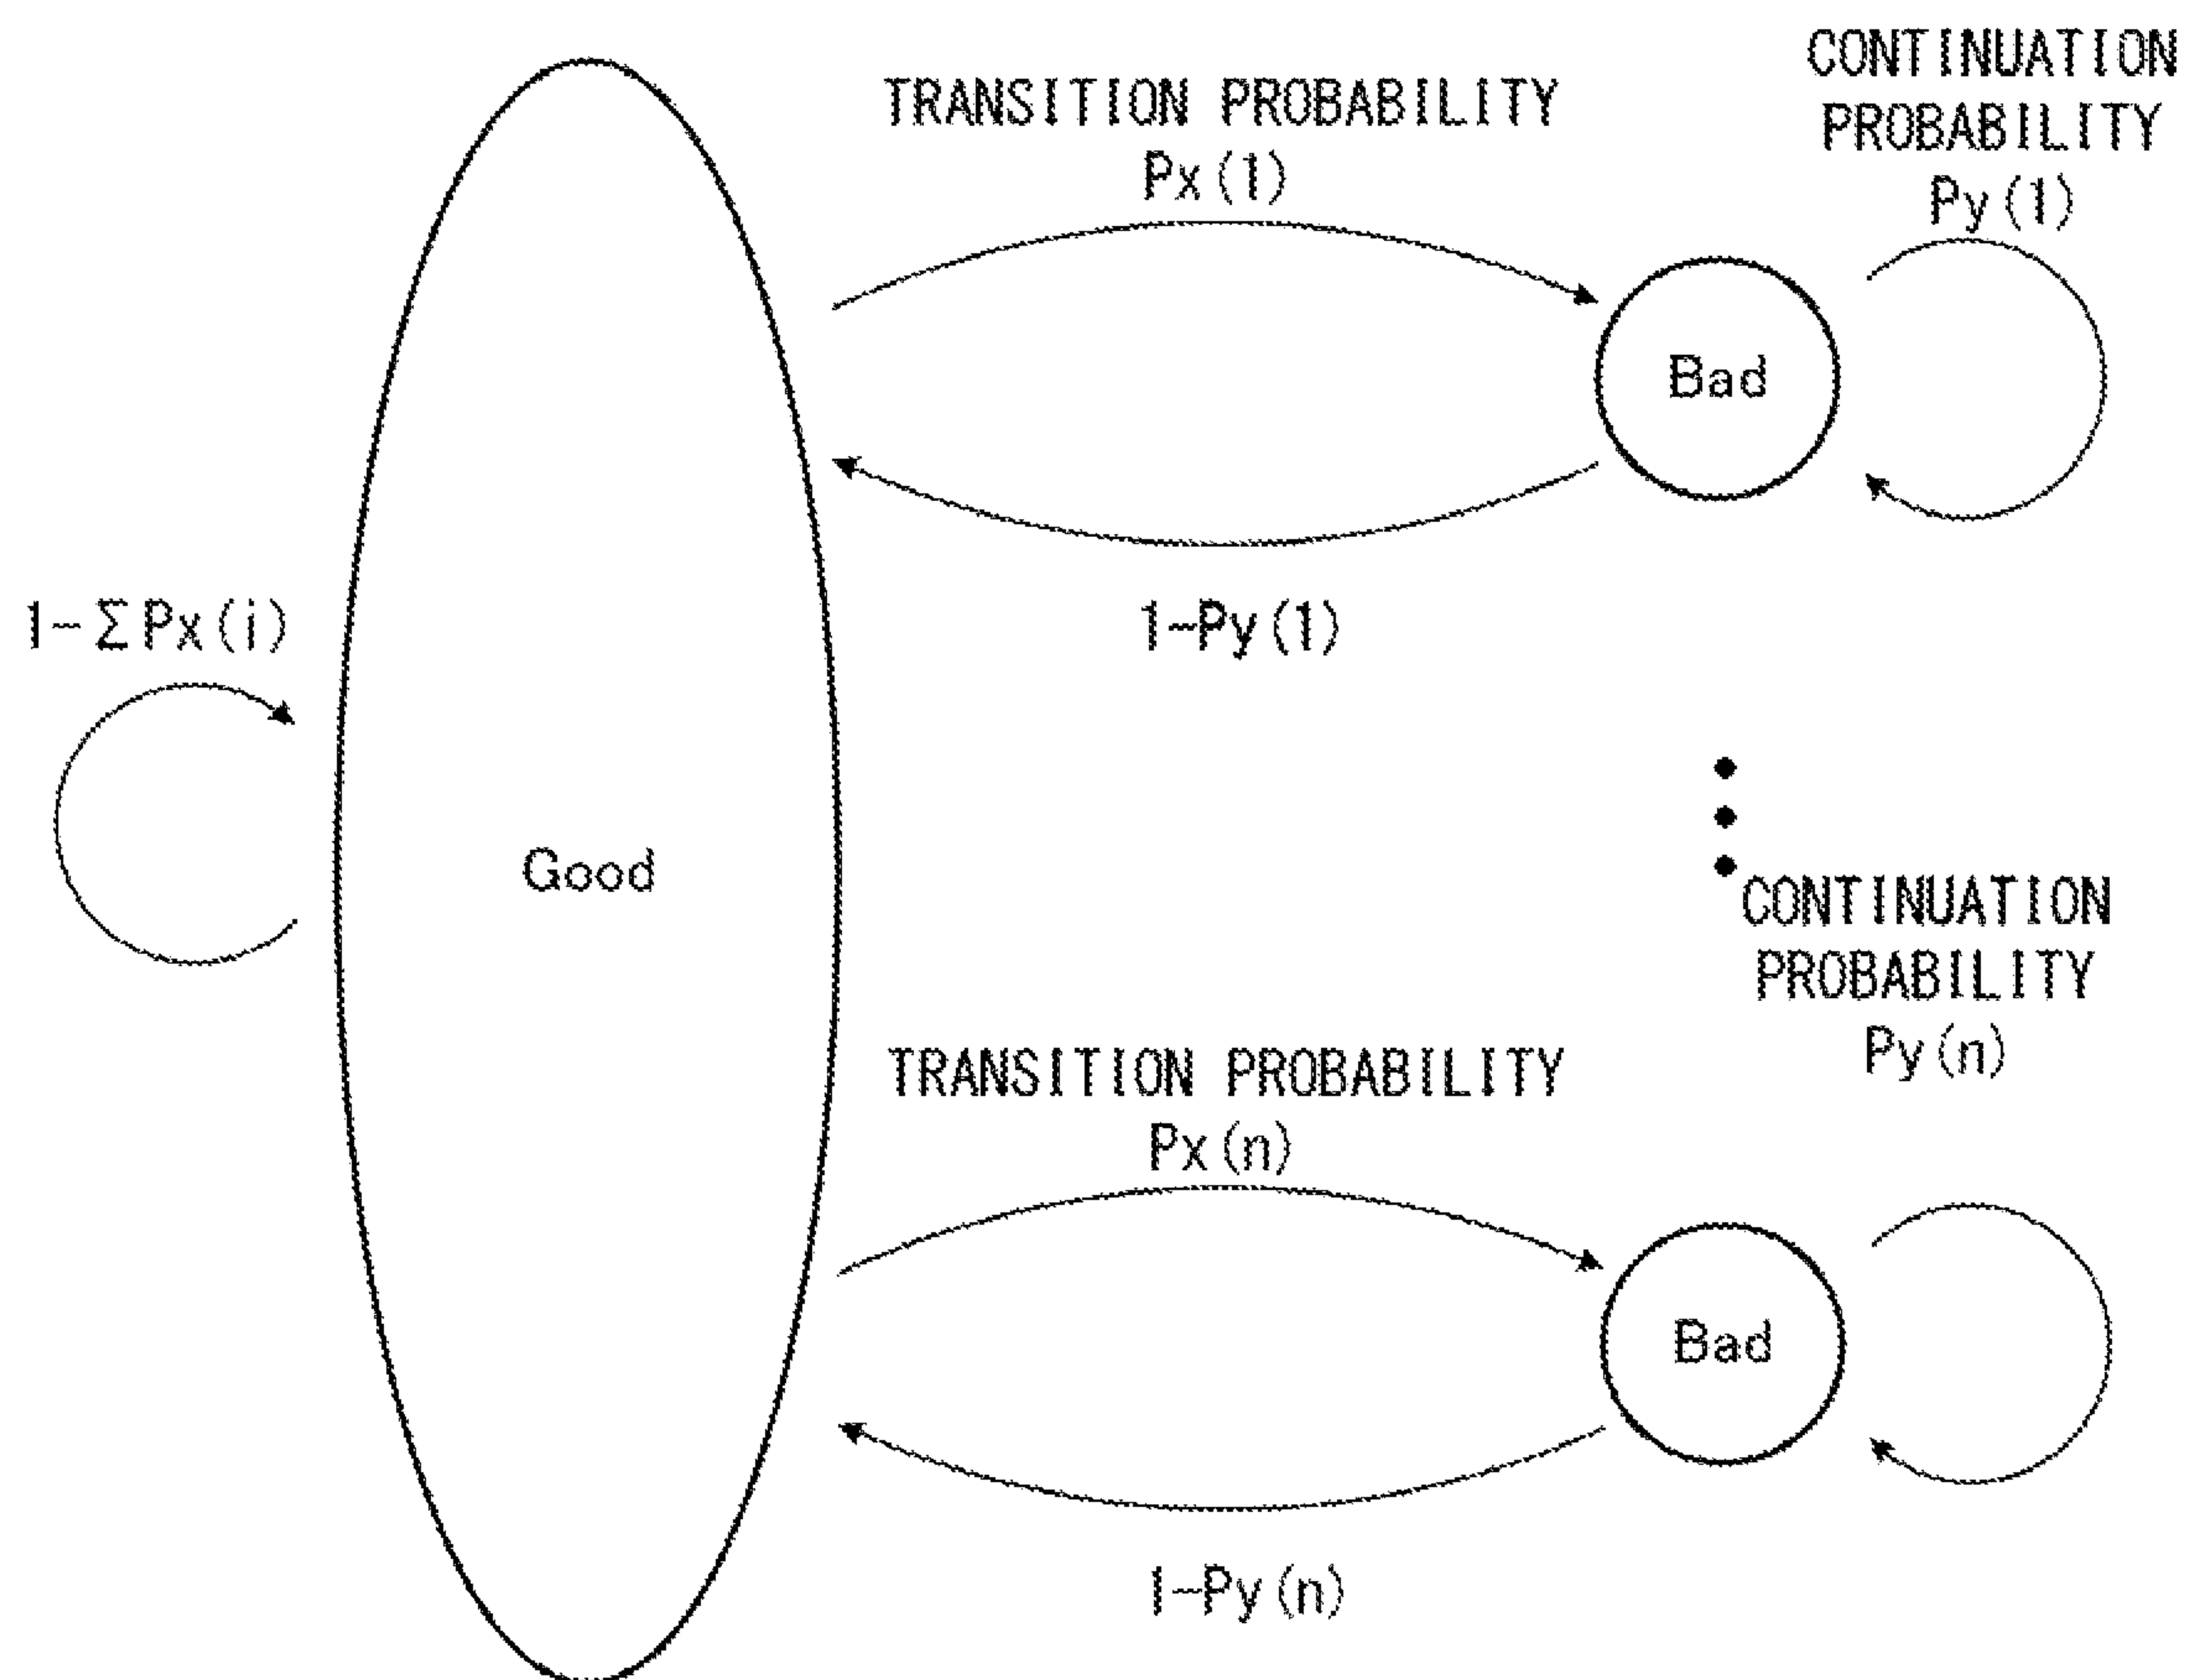 TRANSITION PROBABILITY
Px(1)
CONTINUATION
PROBABILITY
Py(1)
Bad
1-Py(1)
1-ΣPx(i)
Good
CONTINUATION
PROBABILITY
Py(n)
TRANSITION PROBABILITY
Px(n)
Bad
1-Py(n)